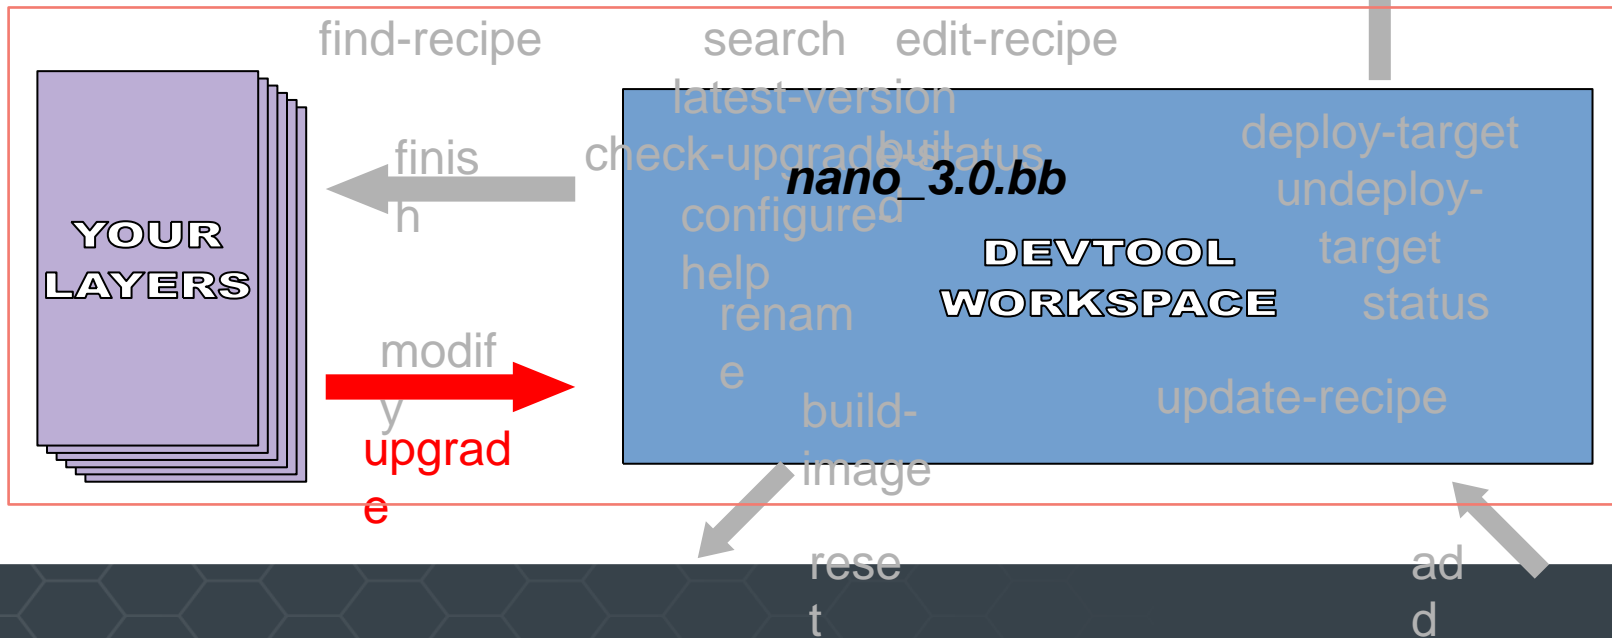 find-recipe
search
edit-recipe
latest-version
check-upgrade-status
buil
d
nano_3.0.bb
deploy-target
undeploy-
target
status
finis
h
configure-
help
renam
e
YOUR
LAYERS
DEVTOOL
WORKSPACE
modif
y
upgrad
e
build-
image
update-recipe
rese
t
ad
d